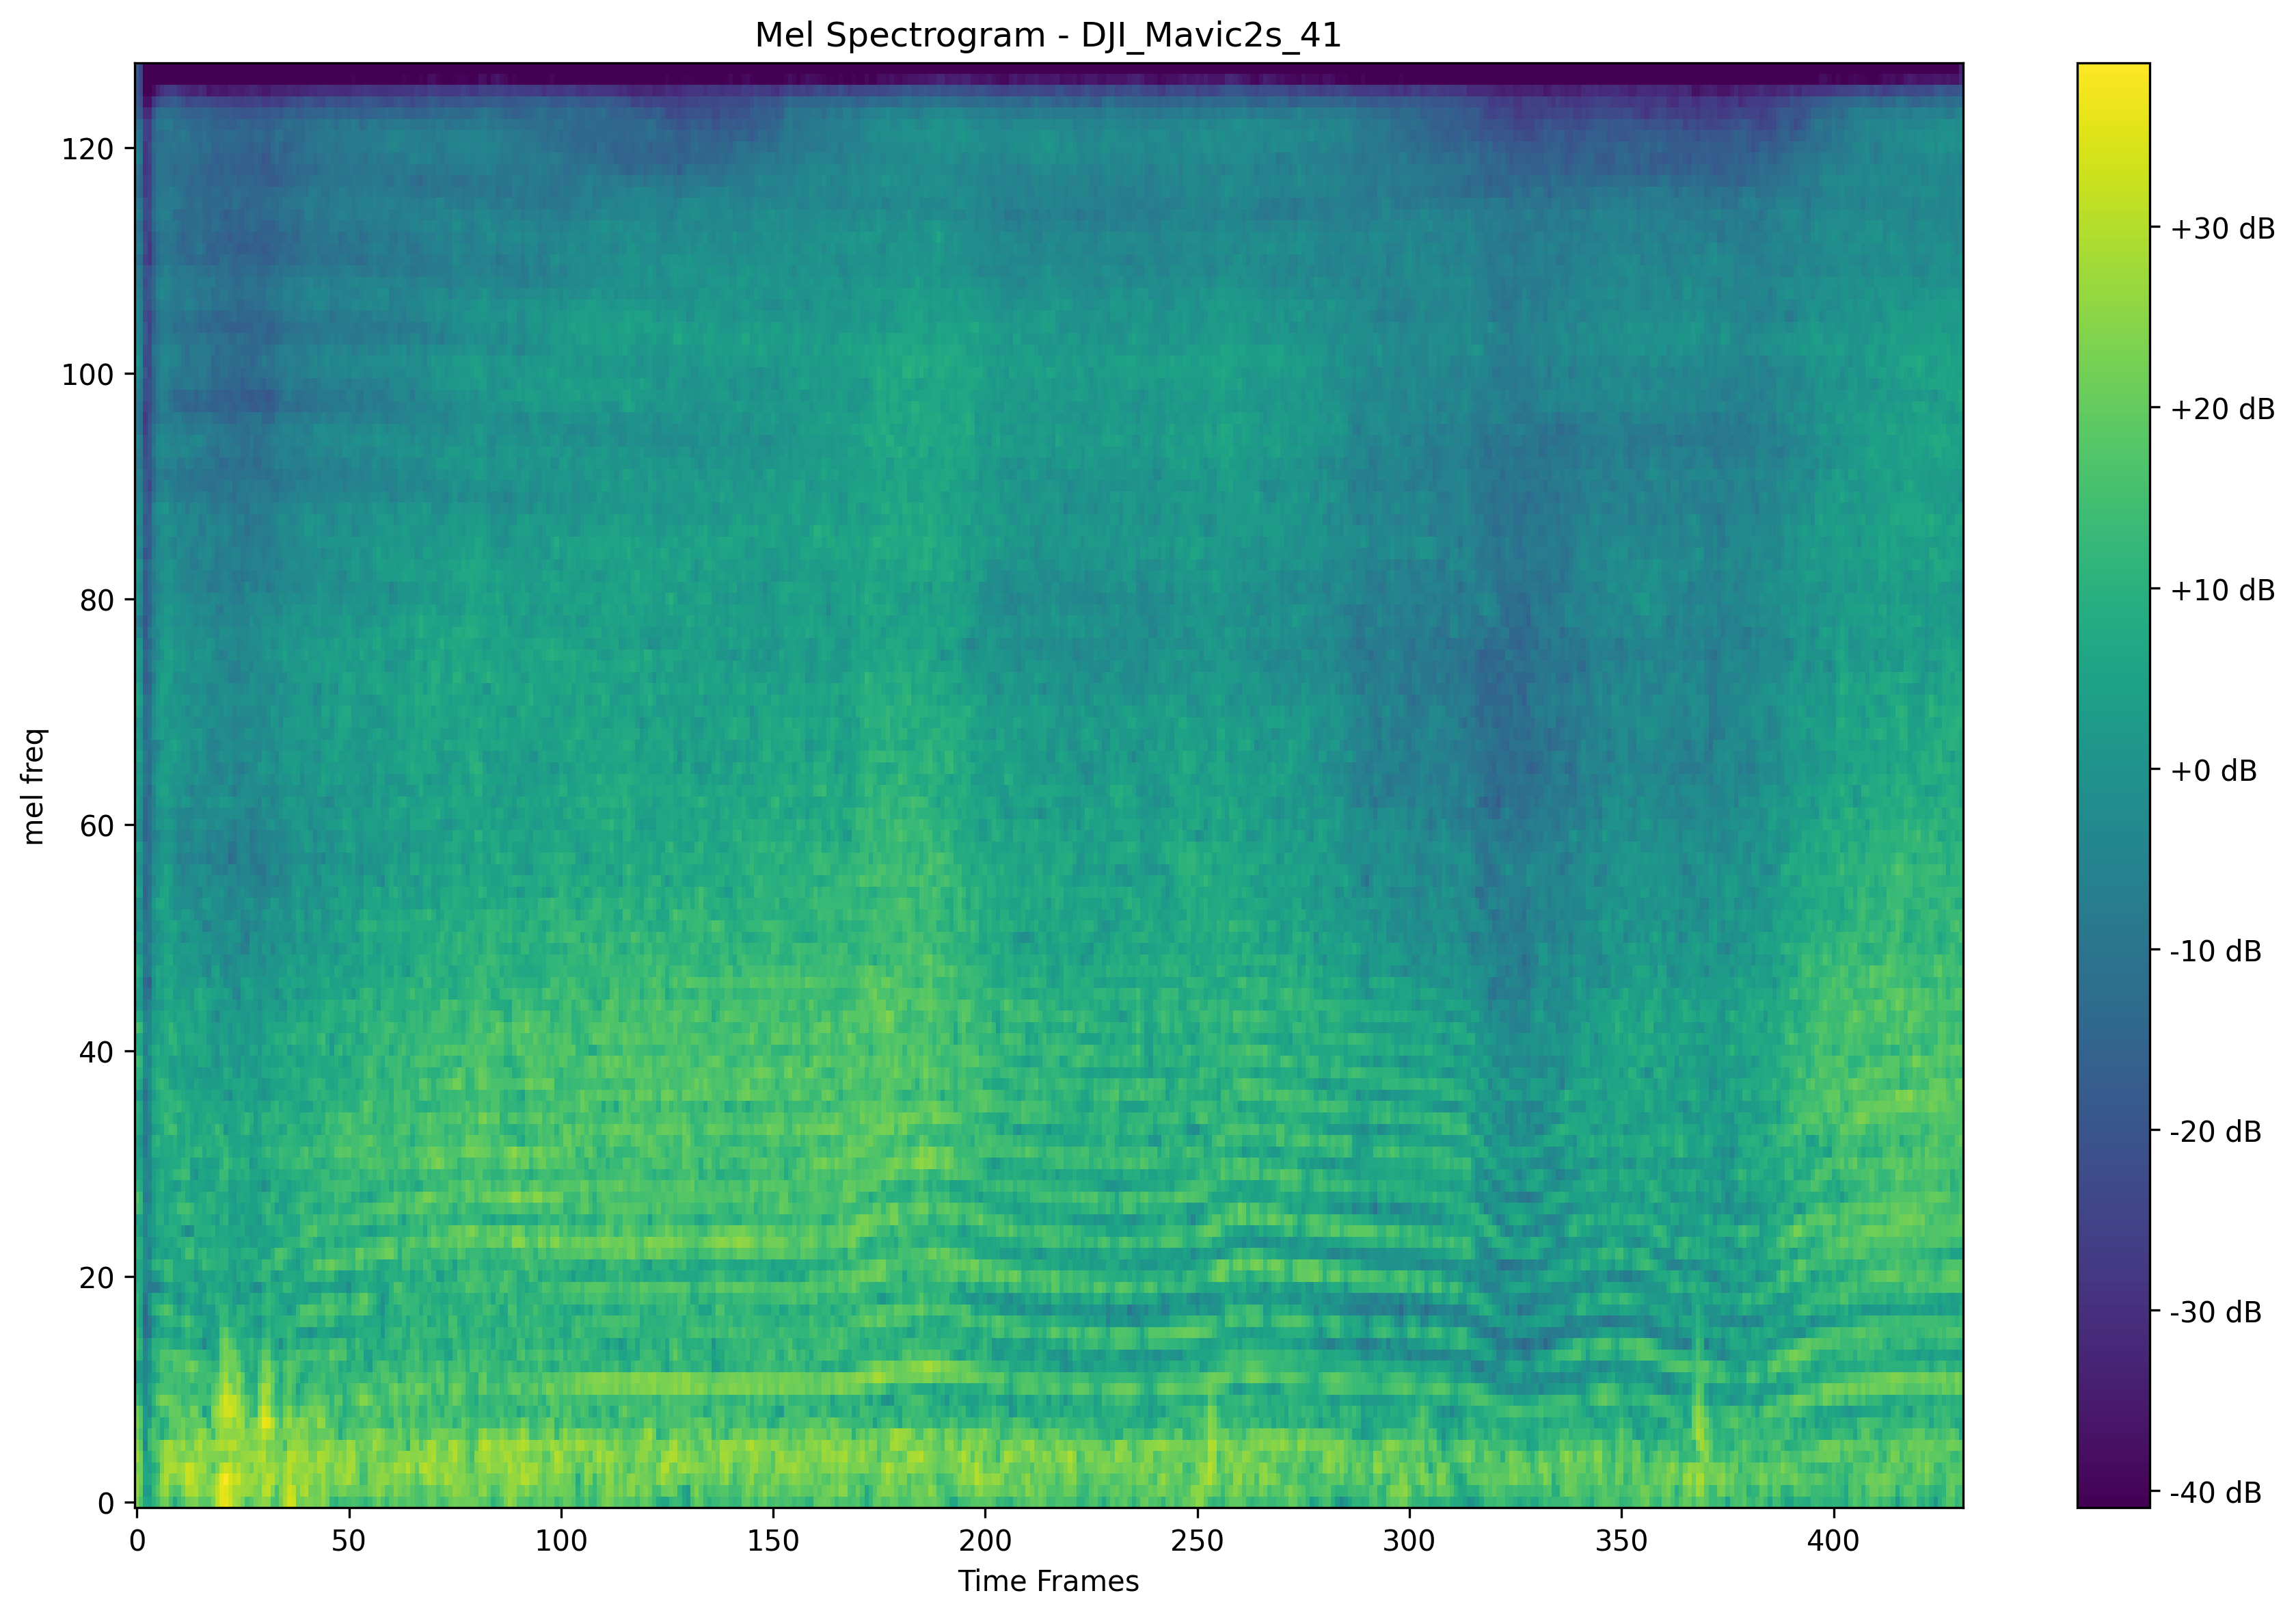 Mel Spectrogram - DJI_Mavic2s_41
mel freq
120
100
80
60
40
20
0
0 50 100 150 200 250 300 350 400
Time Frames
+30 dB
+20 dB
+10 dB
+0 dB
-10 dB
-20 dB
-30 dB
-40 dB